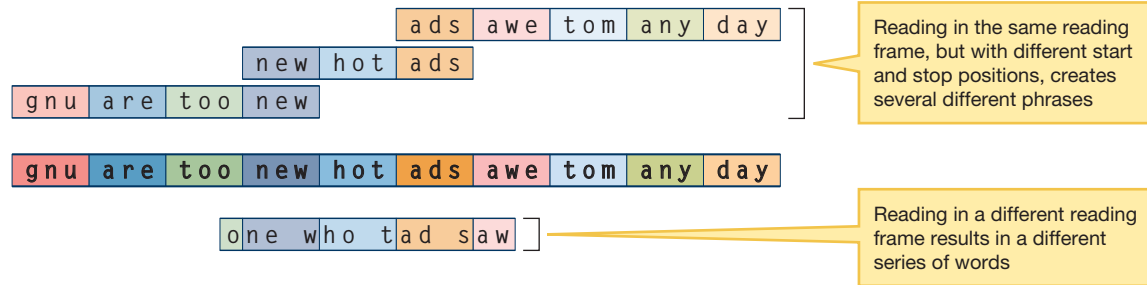 ads awe tom any day
new hot ads
gnu are too new
gnu are too new hot ads awe tom any day
one who tad saw
Reading in the same reading
frame, but with different start
and stop positions, creates
several different phrases
Reading in a different reading
frame results in a different
series of words